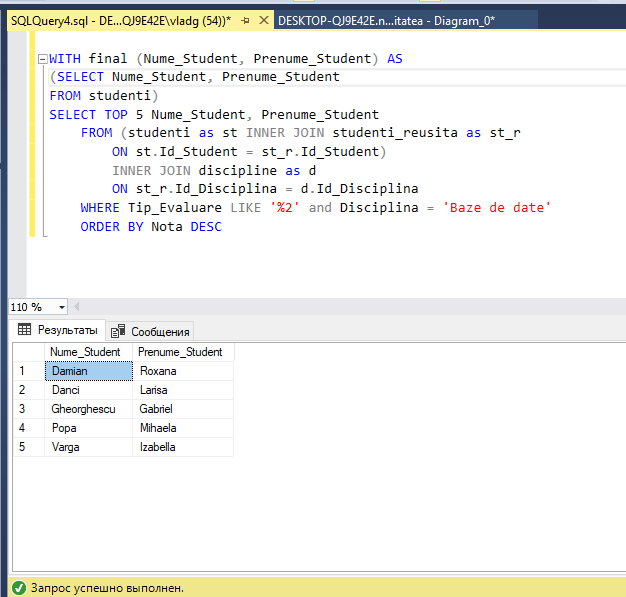 SQLQuery4.sql - DE...QJ9E42E\vladg (54))* DESKTOP-QJ9E42E.n...itatea - Diagram_0*
WITH final (Nume_Student, Prenume_Student) AS
(SELECT Nume_Student, Prenume_Student
FROM studenti)
SELECT TOP 5 Nume_Student, Prenume_Student
FROM (studenti as st INNER JOIN studenti_reusita as st_r
ON st.Id_Student = st_r.Id_Student)
INNER JOIN discipline as d
ON st_r.Id_Disciplina = d.Id_Disciplina
WHERE Tip_Evaluare LIKE '%2' and Disciplina = 'Baze de date'
ORDER BY Nota DESC
110 %
Результаты Сообщения
Nume_Student Prenume_Student
1 Damian Roxana
2 Danci Larisa
3 Gheorghescu Gabriel
4 Popa Mihaela
5 Varga Izabella
Запрос успешно выполнен.